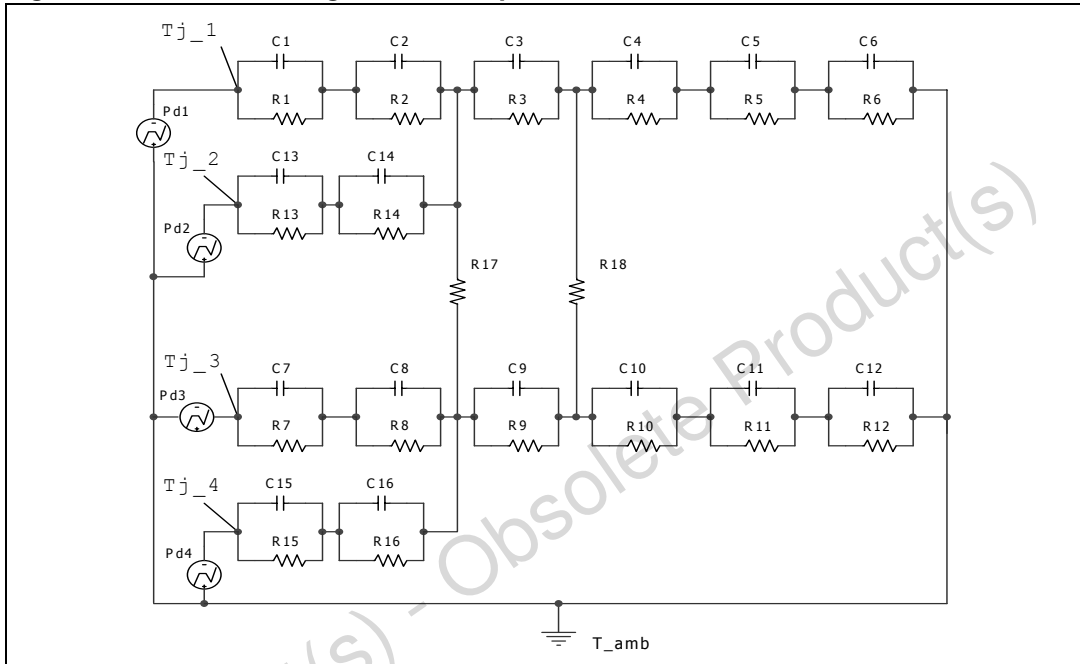 Tj_1
C1 C2 C3 C4 C5 C6
R1 R2 R3 R4 R5 R6
Pd1
Tj_2
C13 C14
R13 R14
Pd2
R17 R18
Tj_3
C7 C8 C9 C10 C11 C12
Pd3
R7 R8 R9 R10 R11 R12
Tj_4
C15 C16
R15 R16
Pd4
T_amb
(s) - Obsolete Product(s)